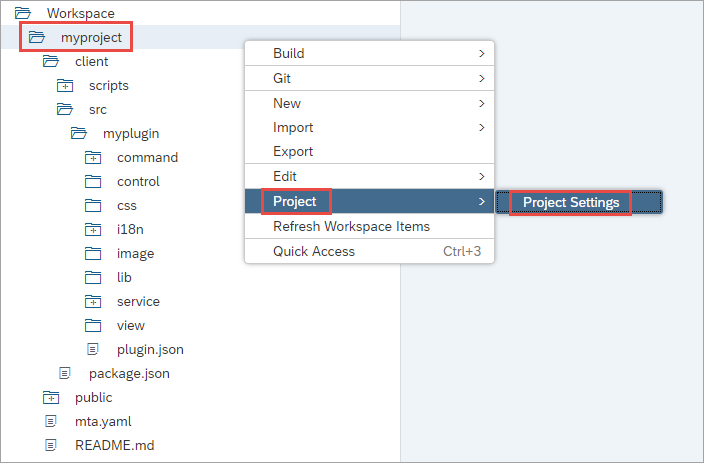 Workspace
myproject
client
scripts
src
myplugin
command
control
css
i18n
image
lib
service
view
plugin.json
package.json
public
mta.yaml
README.md
Build
Git
New
Import
Export
Edit
Project
Refresh Workspace Items
Quick Access Ctrl+3
Project Settings